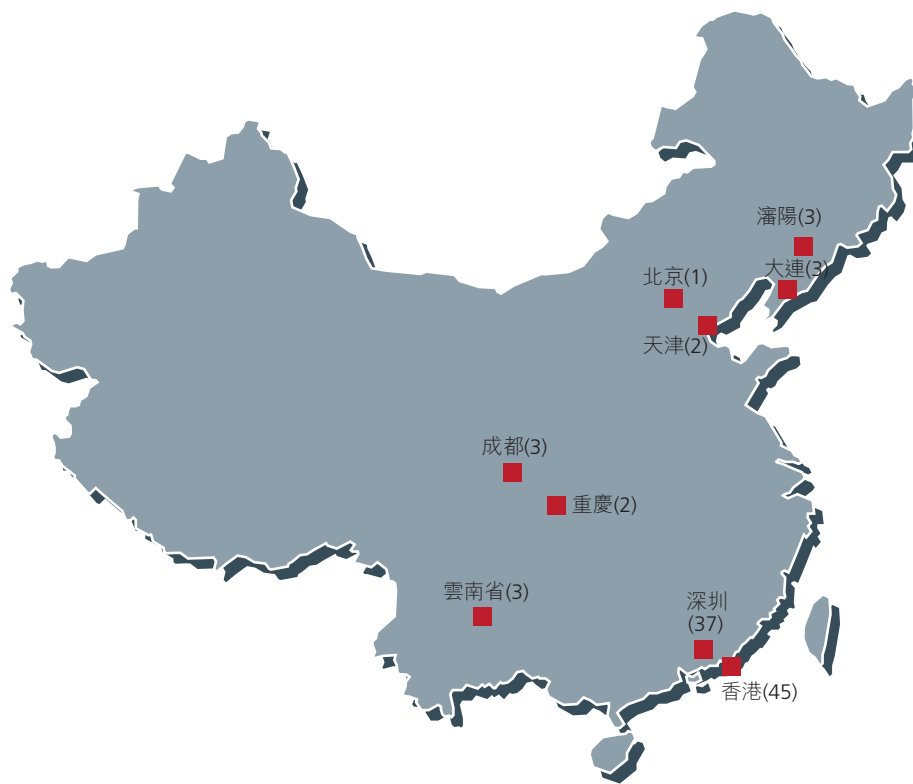 瀋陽(3)
大連(3)
北京(1)
天津(2)
成都(3)
重慶(2)
雲南省(3)
深圳
(37)
香港(45)